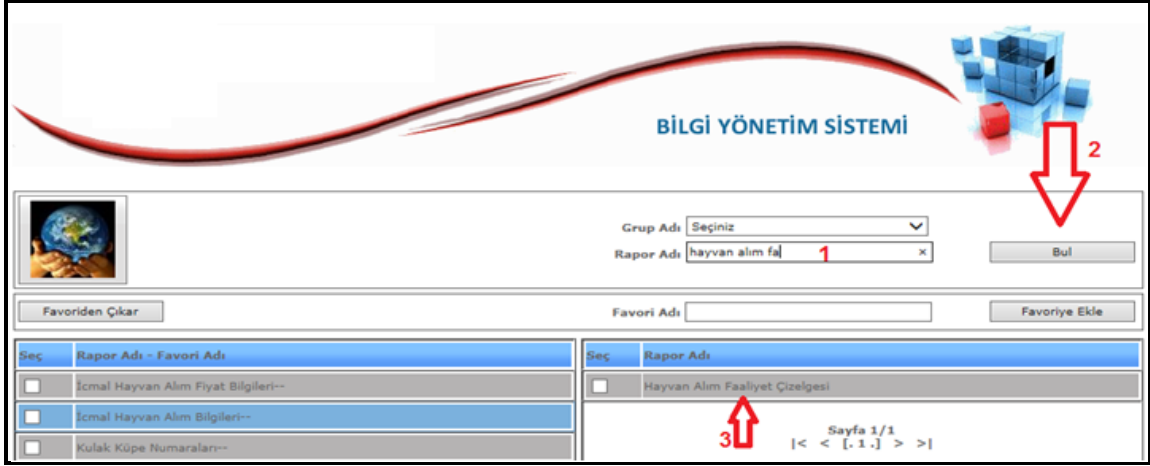 BİLGİ YÖNETİM SİSTEMİ
2
Grup Adı Seçiniz
Rapor Adı hayvan alım fa 1 × Bul
Favoriden Çıkar Favori Adı Favoriye Ekle
Seç Rapor Adı - Favori Adı Seç Rapor Adı
İcmal Hayvan Alım Fiyat Bilgileri-- Hayvan Alım Faaliyet Çizelgesi
İcmal Hayvan Alım Bilgileri--
3 Sayfa 1/1
Kulak Küpe Numaraları-- |< < [. 1 .] > >|